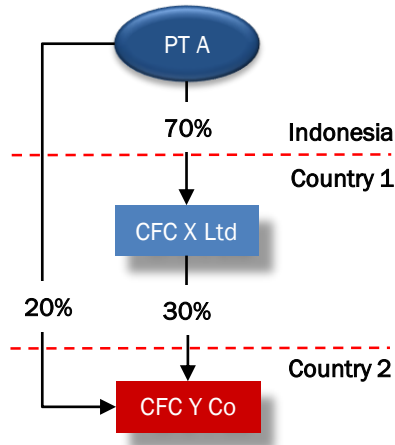 PT A
70%
Indonesia
Country 1
CFC X Ltd
20%
30%
Country 2
CFC Y Co